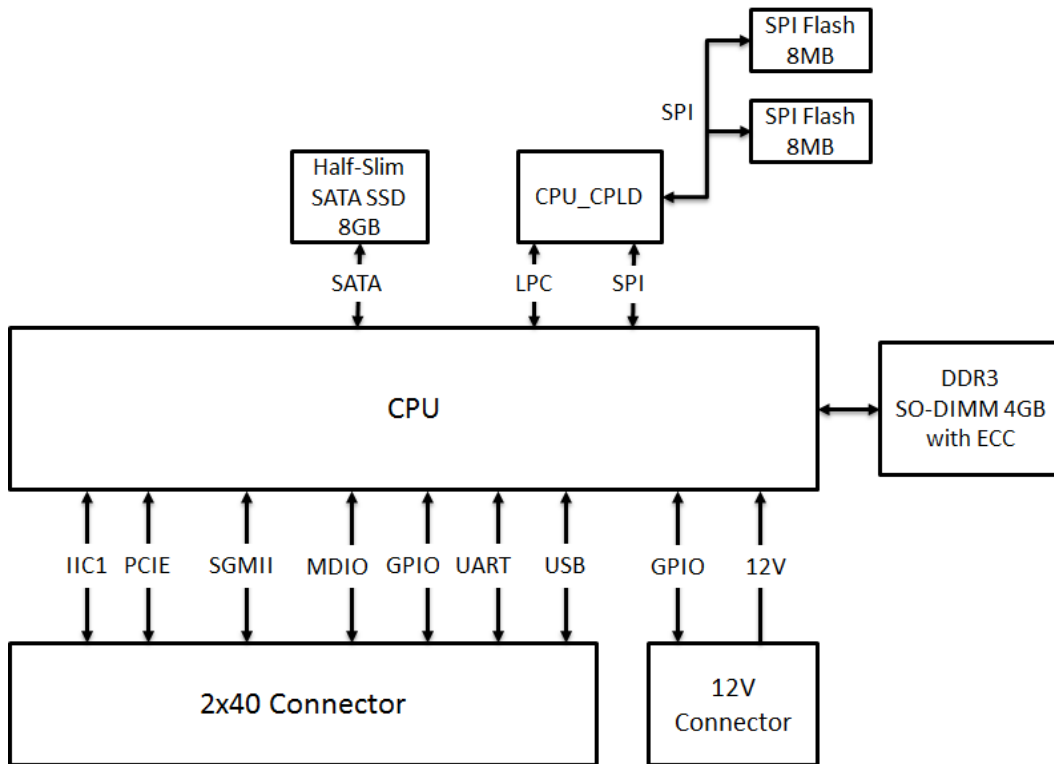 SPI Flash
8MB
SPI
SPI Flash
8MB
Half-Slim
SATA SSD
8GB
CPU_CPLD
SATA
LPC
SPI
CPU
DDR3
SO-DIMM 4GB
with ECC
IIC1
PCIE
SGMII
MDIO
GPIO
UART
USB
GPIO
12V
2x40 Connector
12V
Connector